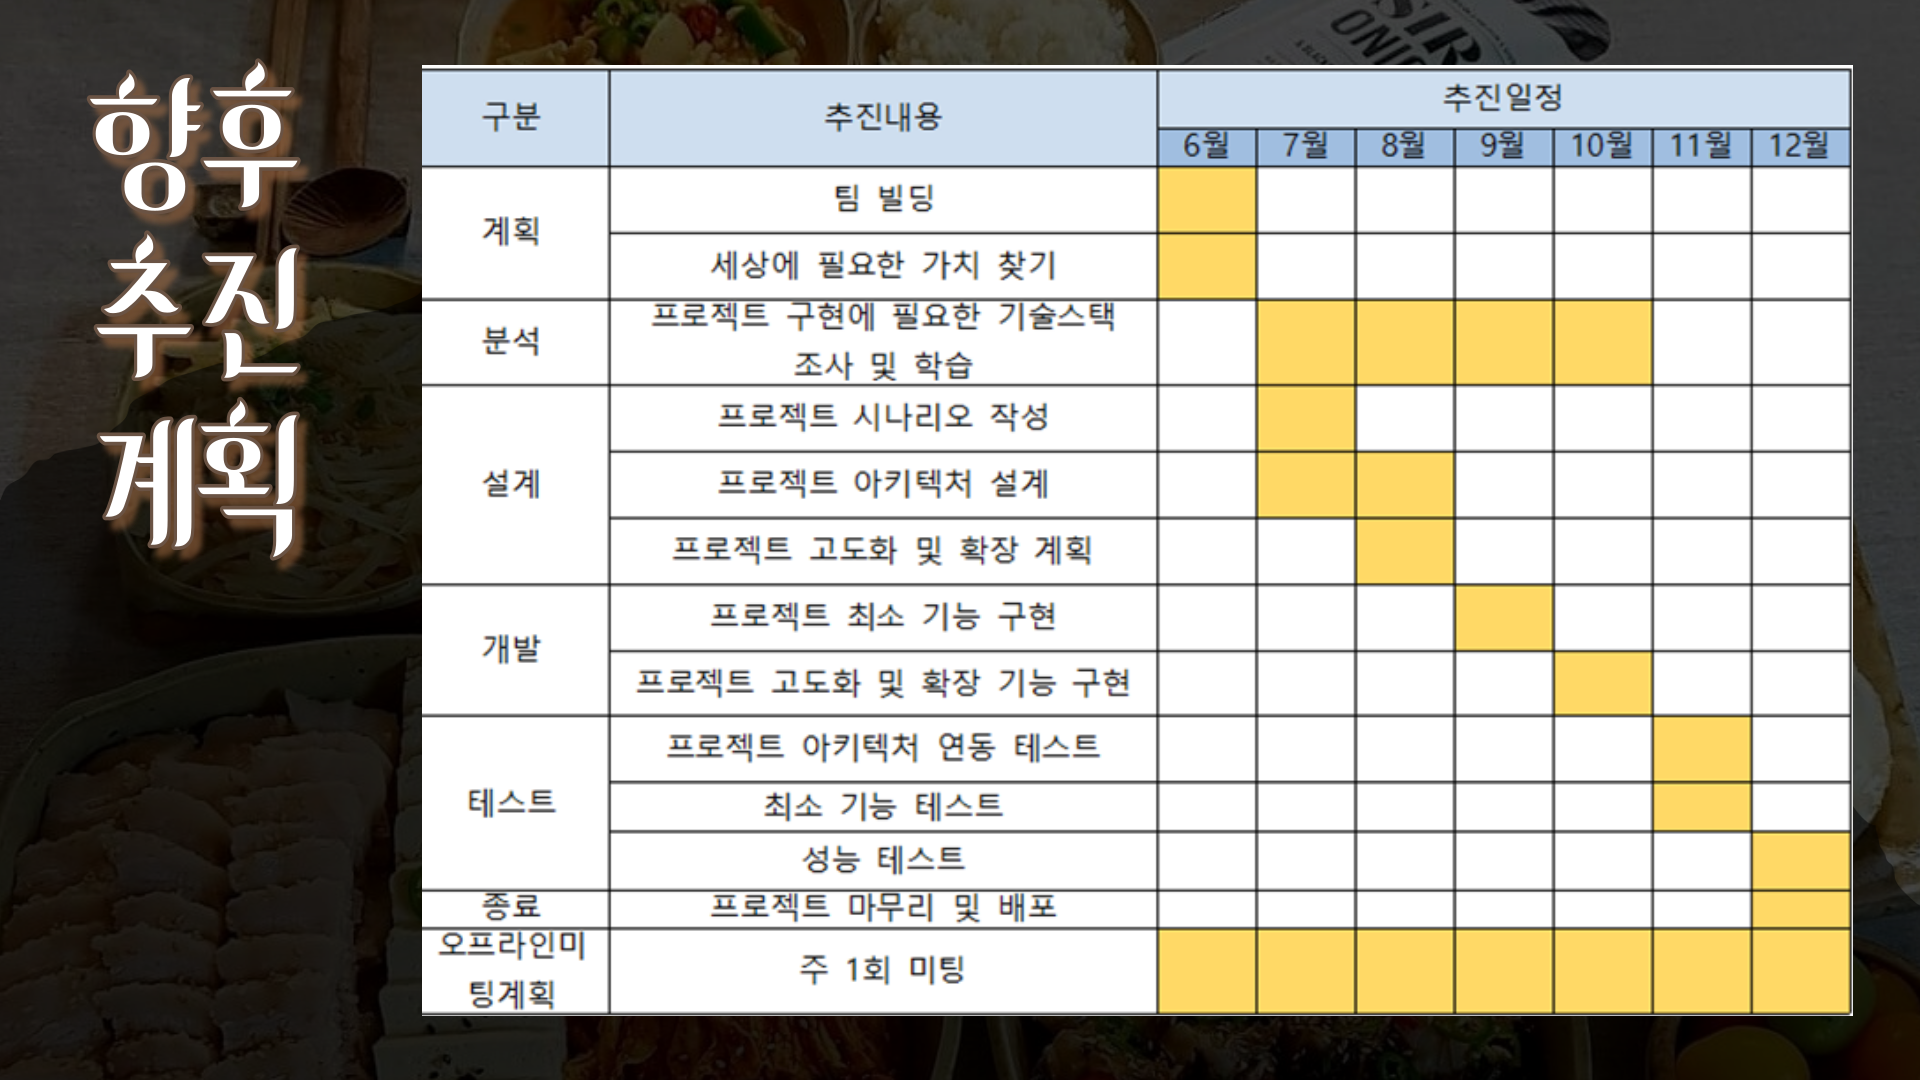 향후
추진
계획
SIR
ONIO
구분
추진내용
추진일정
6월 7월 8월 9월 10월 11월 12월
계획
팀 빌딩
세상에 필요한 가치 찾기
분석
프로젝트 구현에 필요한 기술스택
조사 및 학습
설계
프로젝트 시나리오 작성
프로젝트 아키텍처 설계
프로젝트 고도화 및 확장 계획
개발
프로젝트 최소 기능 구현
프로젝트 고도화 및 확장 기능 구현
테스트
프로젝트 아키텍처 연동 테스트
최소 기능 테스트
성능 테스트
종료
프로젝트 마무리 및 배포
오프라인미
팅계획
주 1회 미팅